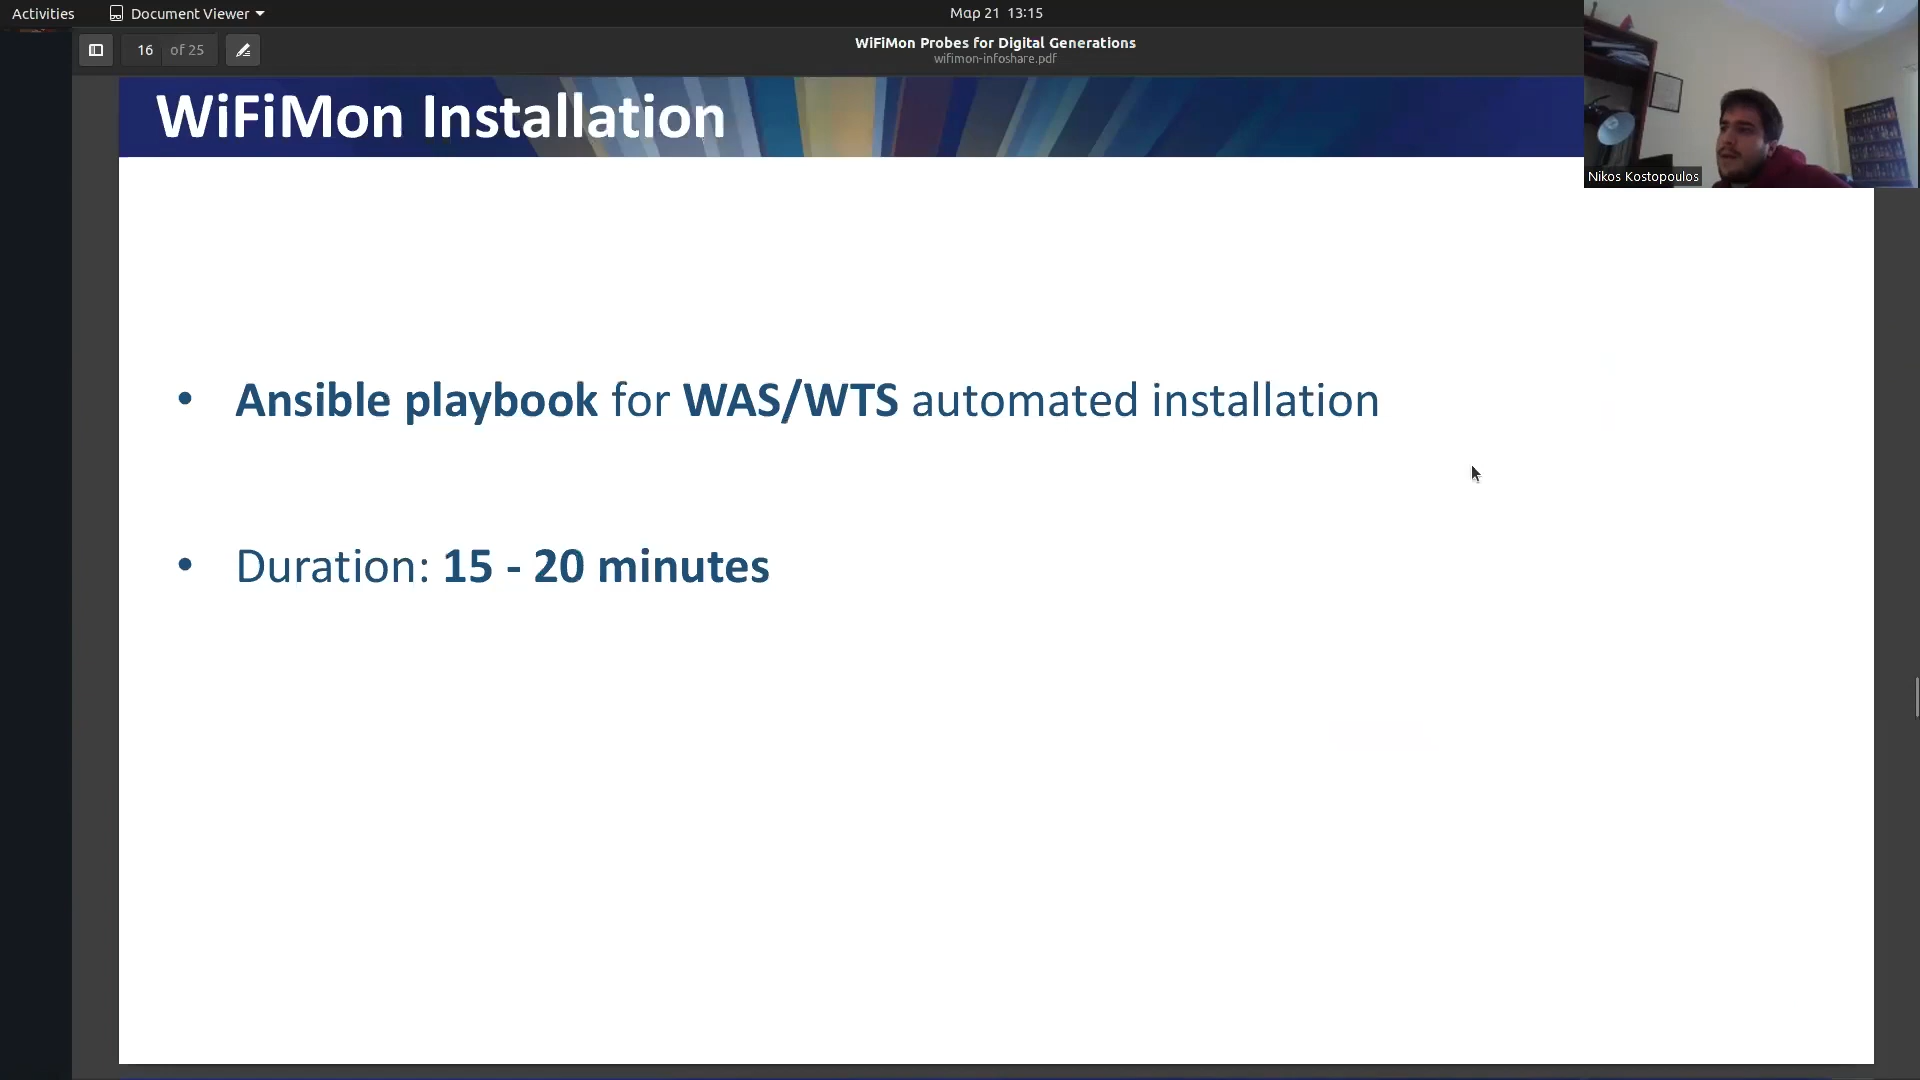 Activities
Document Viewer
Μαρ 21 13:15
16 of 25
WiFiMon Probes for Digital Generations
wifimon-infoshare.pdf
Nikos Kostopoulos
WiFiMon Installation
• Ansible playbook for WAS/WTS automated installation
• Duration: 15 - 20 minutes